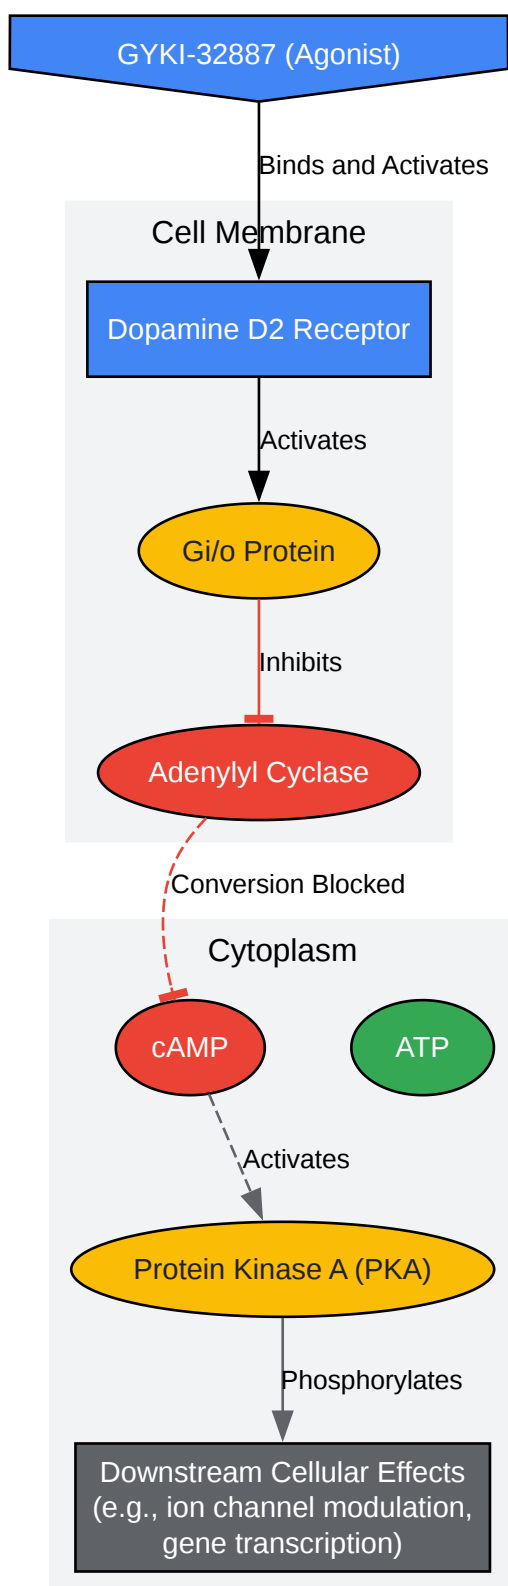 GYKI-32887 (Agonist)
Binds and Activates
Cell Membrane
Dopamine D2 Receptor
Activates
Gi/o Protein
Inhibits
Adenylyl Cyclase
Conversion Blocked
Cytoplasm
cAMP
ATP
Activates
Protein Kinase A (PKA)
Phosphorylates
Downstream Cellular Effects
(e.g., ion channel modulation,
gene transcription)